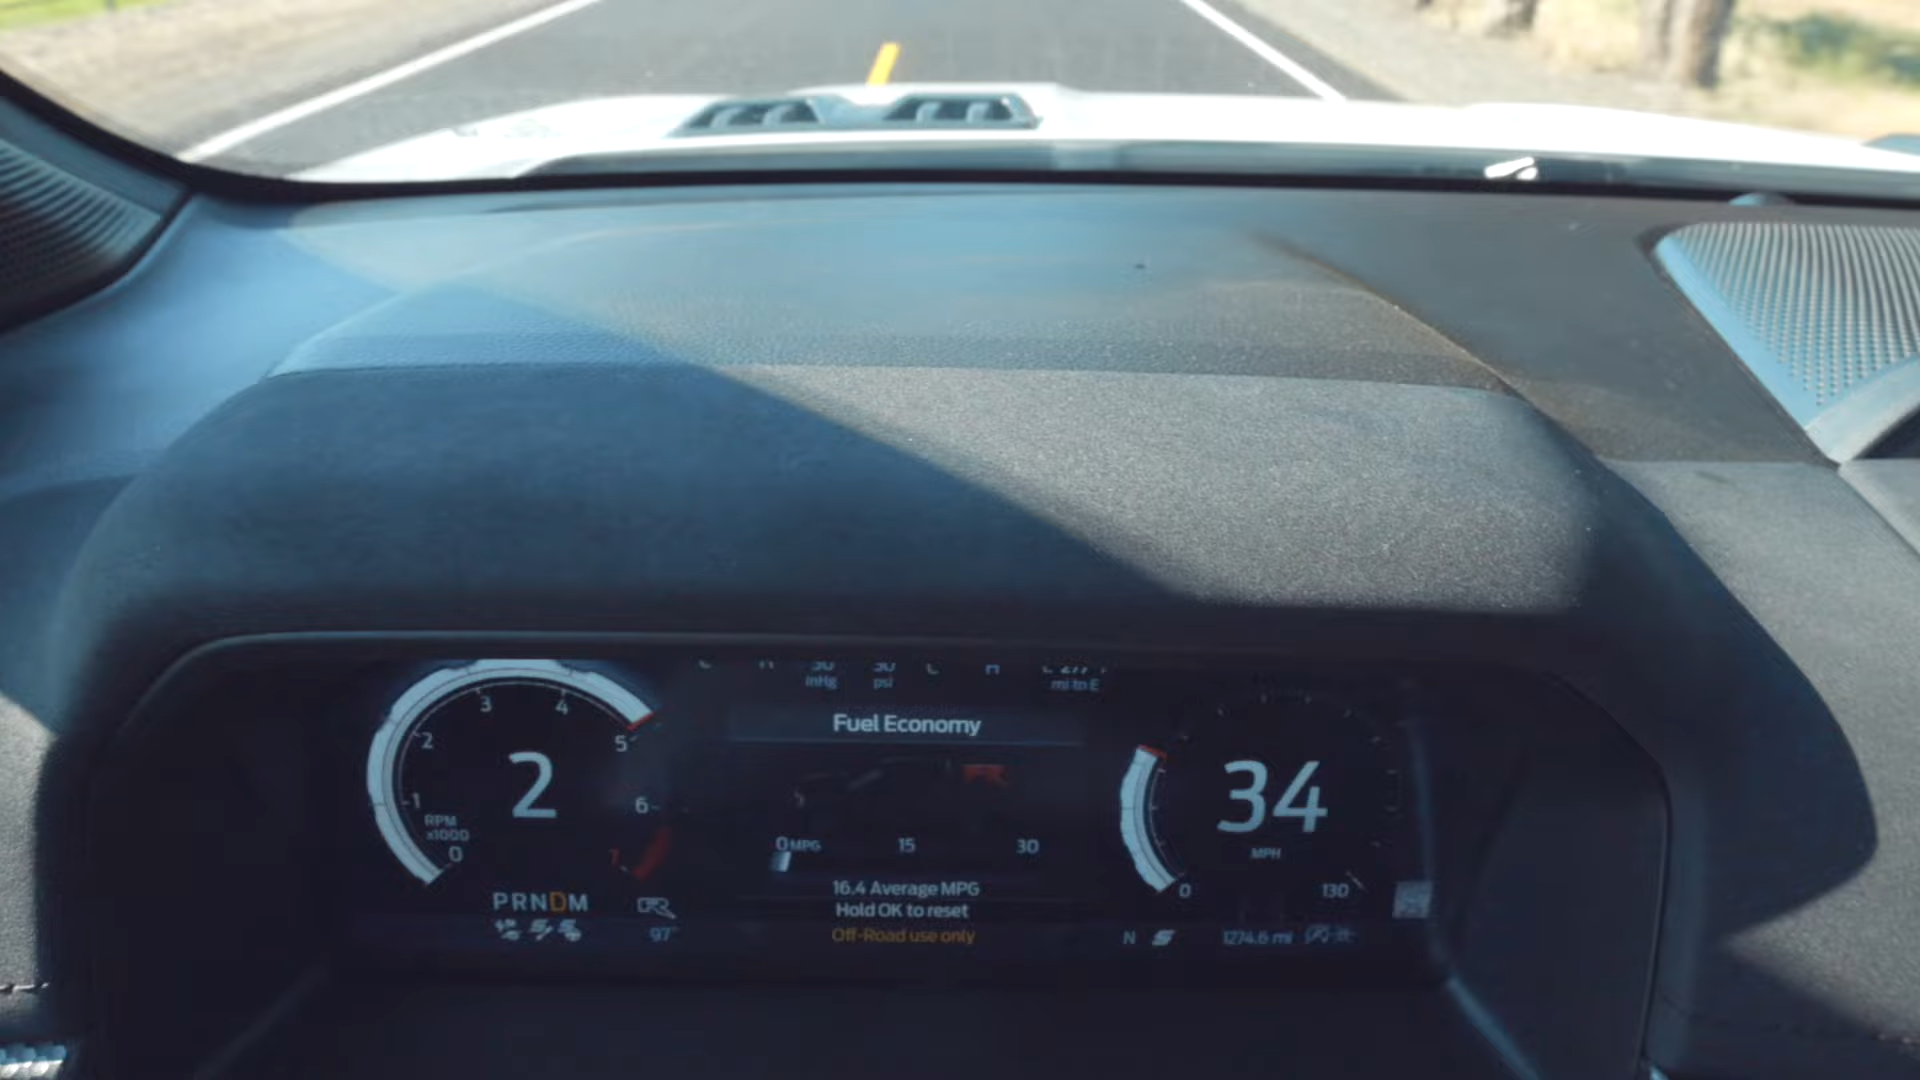 inHg psi mi to E
Fuel Economy
3 4
2 5
2
1 6
RPM
x1000
0 7
0 MPG 15 30
34
MPH
0 130
16.4 Average MPG
Hold OK to reset
Off-Road use only
PRNDM
97°
N
1274.6 mi